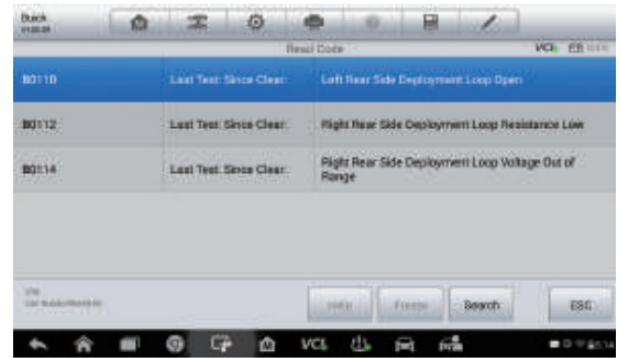 Buick
Read Code
VCI
B0110 Last Test: Since Clear: Left Rear Side Deployment Loop Open
B0112 Last Test: Since Clear: Right Rear Side Deployment Loop Resistance Low
B0114 Last Test: Since Clear: Right Rear Side Deployment Loop Voltage Out of
Range
Help Freeze Search ESC
VCI